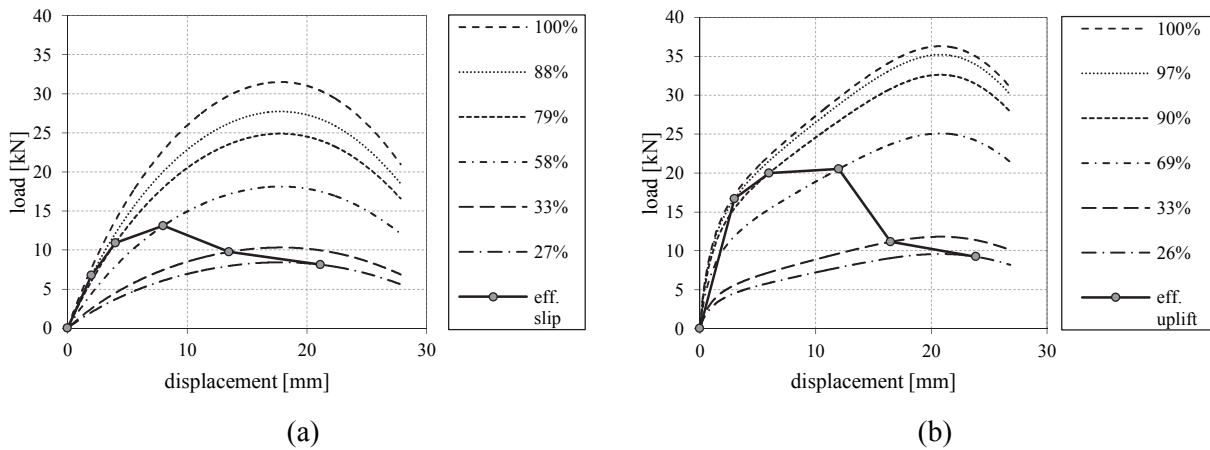 40
35
30
25
20
15
10
5
0
load [kN]
0 10 20 30
displacement [mm]
100%
88%
79%
58%
33%
27%
eff.
slip
(a)
40
35
30
25
20
15
10
5
0
load [kN]
0 10 20 30
displacement [mm]
100%
97%
90%
69%
33%
26%
eff.
uplift
(b)